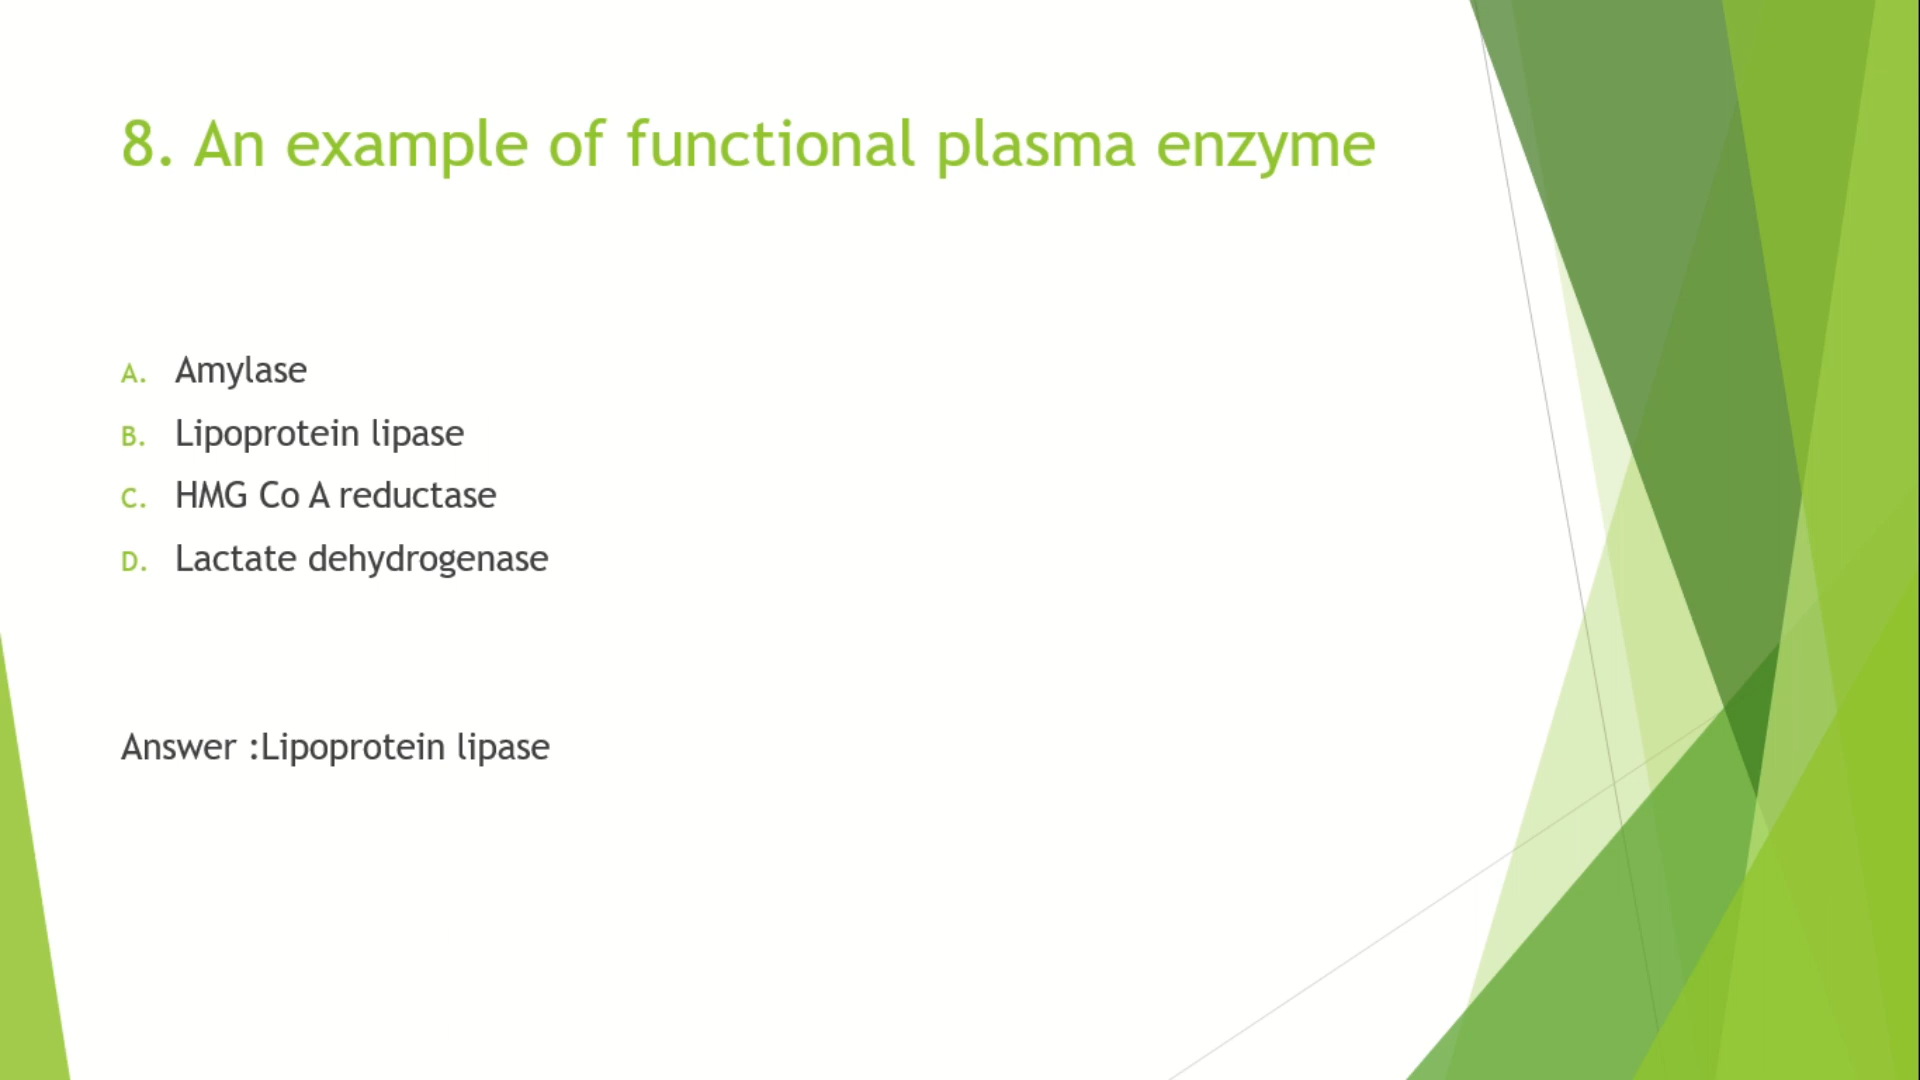 8. An example of functional plasma enzyme
A. Amylase
B. Lipoprotein lipase
C. HMG Co A reductase
D. Lactate dehydrogenase
Answer :Lipoprotein lipase